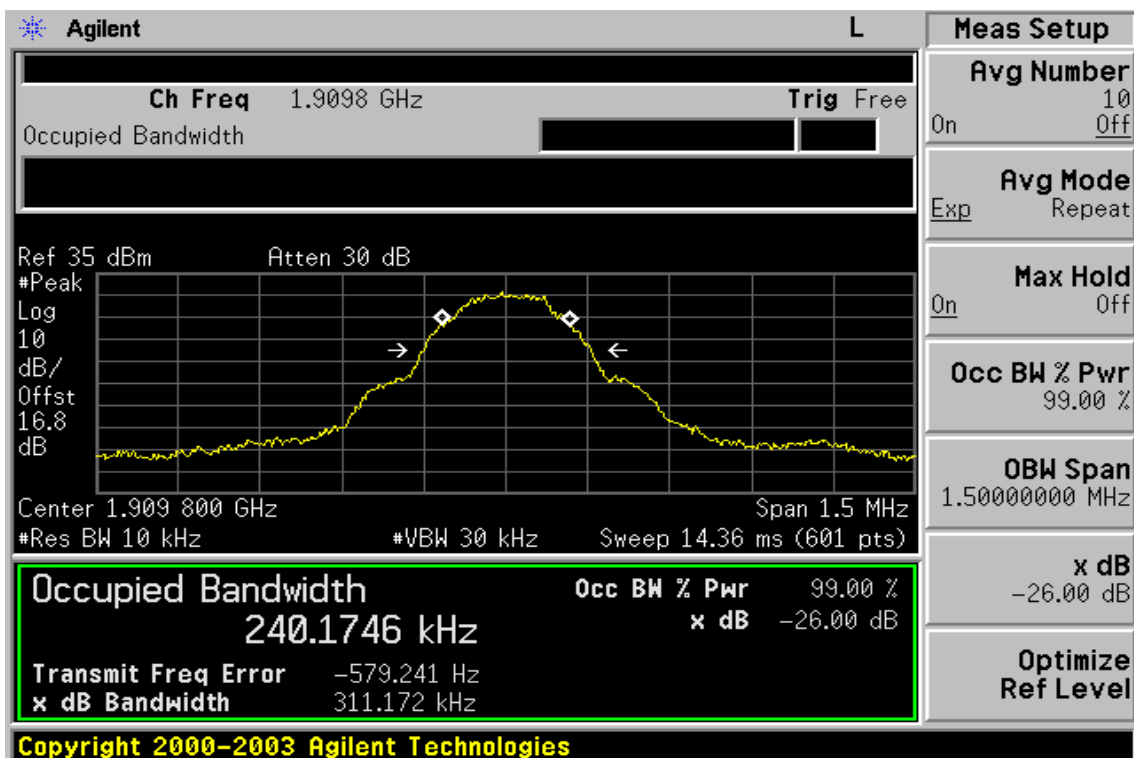 Agilent
L
Meas Setup
Ch Freq 1.9098 GHz
Trig Free
Occupied Bandwidth
Ref 35 dBm
Atten 30 dB
#Peak
Log
10
dB/
Offst
16.8
dB
Center 1.909 800 GHz
Span 1.5 MHz
#Res BW 10 kHz
#VBW 30 kHz
Sweep 14.36 ms (601 pts)
Occupied Bandwidth
240.1746 kHz
Occ BW % Pwr 99.00 %
x dB -26.00 dB
Transmit Freq Error -579.241 Hz
x dB Bandwidth 311.172 kHz
Avg Number
10
On Off
Avg Mode
Exp Repeat
Max Hold
On Off
Occ BW % Pwr
99.00 %
OBW Span
1.50000000 MHz
x dB
-26.00 dB
Optimize
Ref Level
Copyright 2000-2003 Agilent Technologies